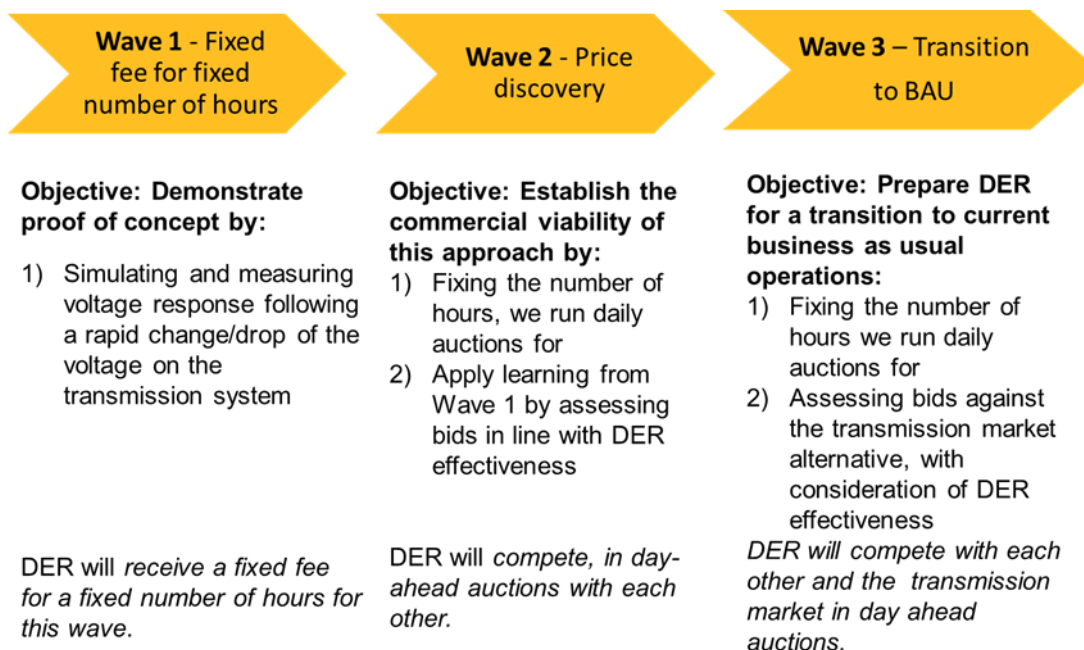 Wave 1 - Fixed
fee for fixed
number of hours
Objective: Demonstrate
proof of concept by:
1) Simulating and measuring
voltage response following
a rapid change/drop of the
voltage on the
transmission system
DER will receive a fixed fee
for a fixed number of hours for
this wave.
Wave 2 - Price
discovery
Objective: Establish the
commercial viability of
this approach by:
1) Fixing the number of
hours, we run daily
auctions for
2) Apply learning from
Wave 1 by assessing
bids in line with DER
effectiveness
DER will compete, in day-
ahead auctions with each
other.
Wave 3 – Transition
to BAU
Objective: Prepare DER
for a transition to current
business as usual
operations:
1) Fixing the number of
hours we run daily
auctions for
2) Assessing bids against
the transmission market
alternative, with
consideration of DER
effectiveness
DER will compete with each
other and the transmission
market in day ahead
auctions.